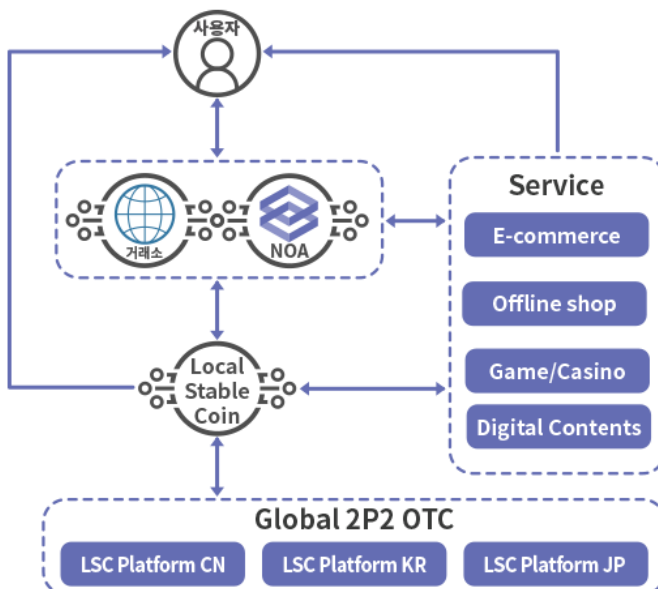 사용자
거래소
NOA
Service
E-commerce
Offline shop
Game/Casino
Digital Contents
Local
Stable
Coin
Global 2P2 OTC
LSC Platform CN
LSC Platform KR
LSC Platform JP